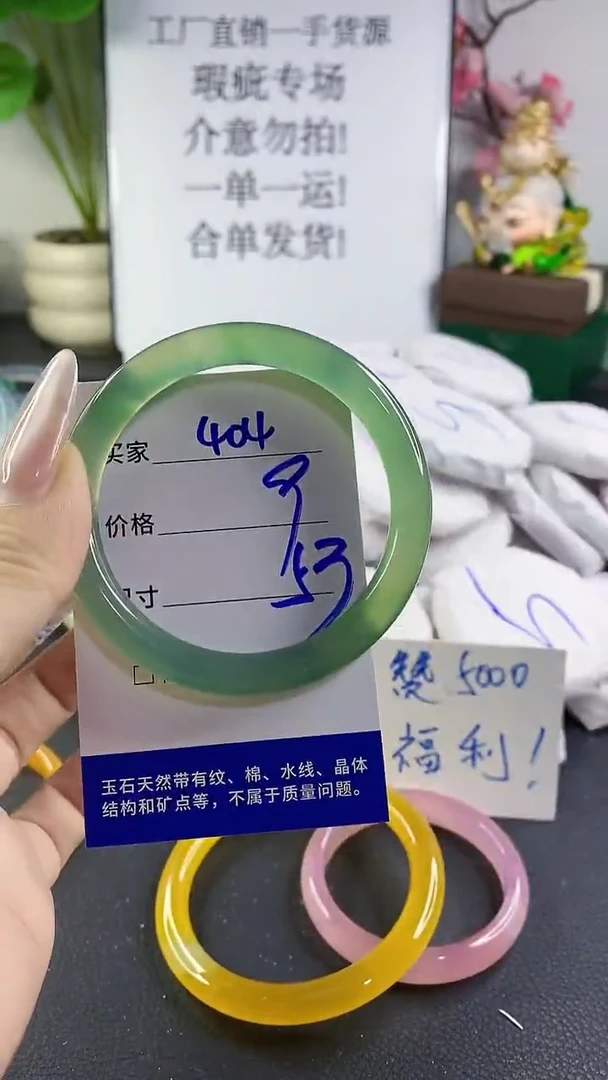 工厂直销一手货源
瑕疵专场
介意勿拍!
一单一运!
合单发货!
买家 404
价格 9
寸 53
玉石天然带有纹、棉、水线、晶体
结构和矿点等，不属于质量问题。
赞 5000
福利!